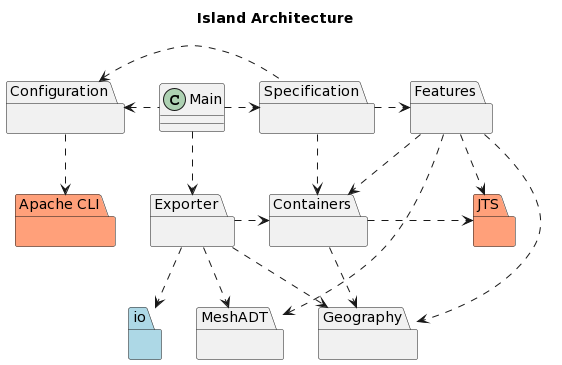 Island Architecture
Configuration
C Main
Specification
Features
Apache CLI
Exporter
Containers
JTS
io
MeshADT
Geography